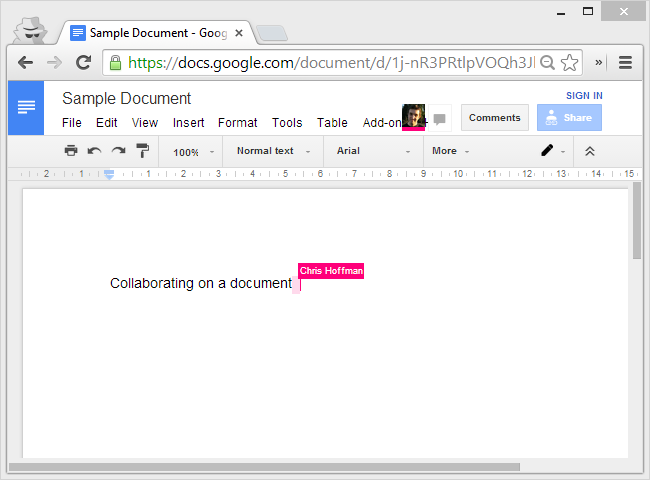 Sample Document - Goog
https://docs.google.com/document/d/1j-nR3PRtlpVOQh3Jl
Sample Document
SIGN IN
File Edit View Insert Format Tools Table Add-on
Comments
Share
100% Normal text Arial More
2 1 1 2 3 4 5 6 7 8 9 10 11 12 13 14 15
Chris Hoffman
Collaborating on a document